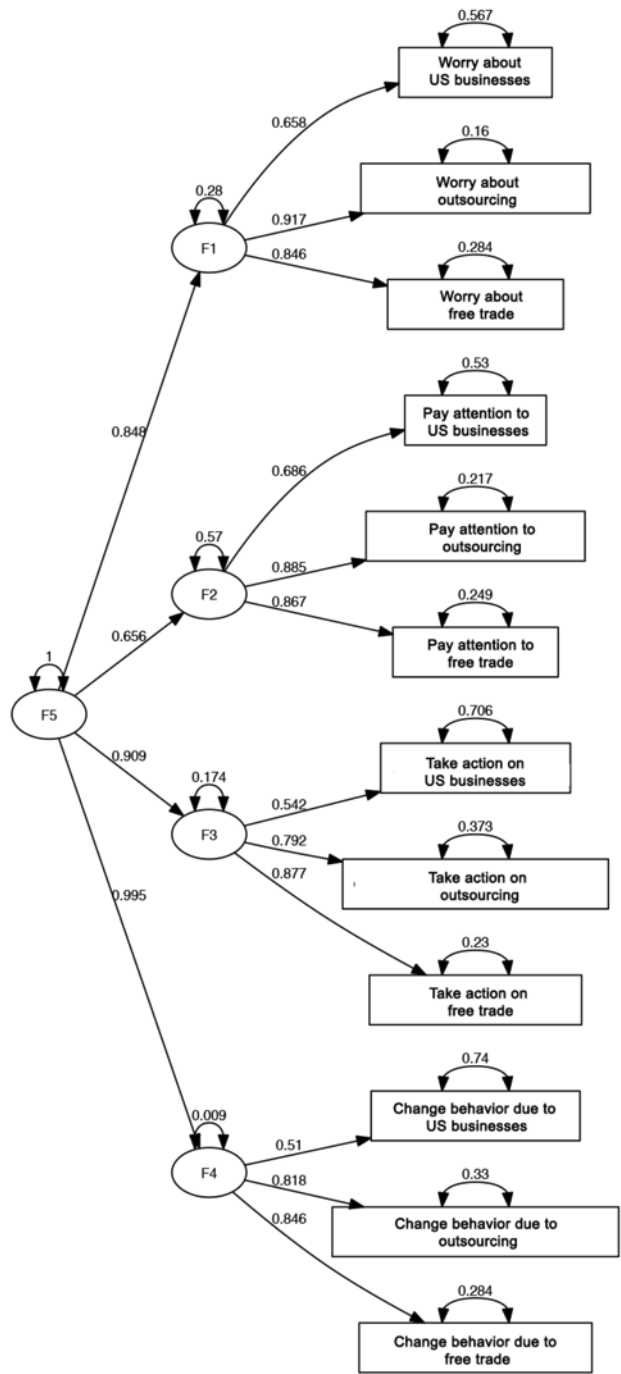 0.567
Worry about
US businesses
0.658
0.16
Worry about
outsourcing
0.28
F1
0.917
0.846
0.284
Worry about
free trade
0.848
0.53
Pay attention to
US businesses
0.686
0.217
Pay attention to
outsourcing
0.57
F2
0.885
0.867
0.249
Pay attention to
free trade
0.656
1
F5
0.909
0.706
Take action on
US businesses
0.174
F3
0.542
0.792
0.877
0.373
Take action on
outsourcing
0.995
0.23
Take action on
free trade
0.74
Change behavior due to
US businesses
0.009
F4
0.51
0.818
0.846
0.33
Change behavior due to
outsourcing
0.284
Change behavior due to
free trade